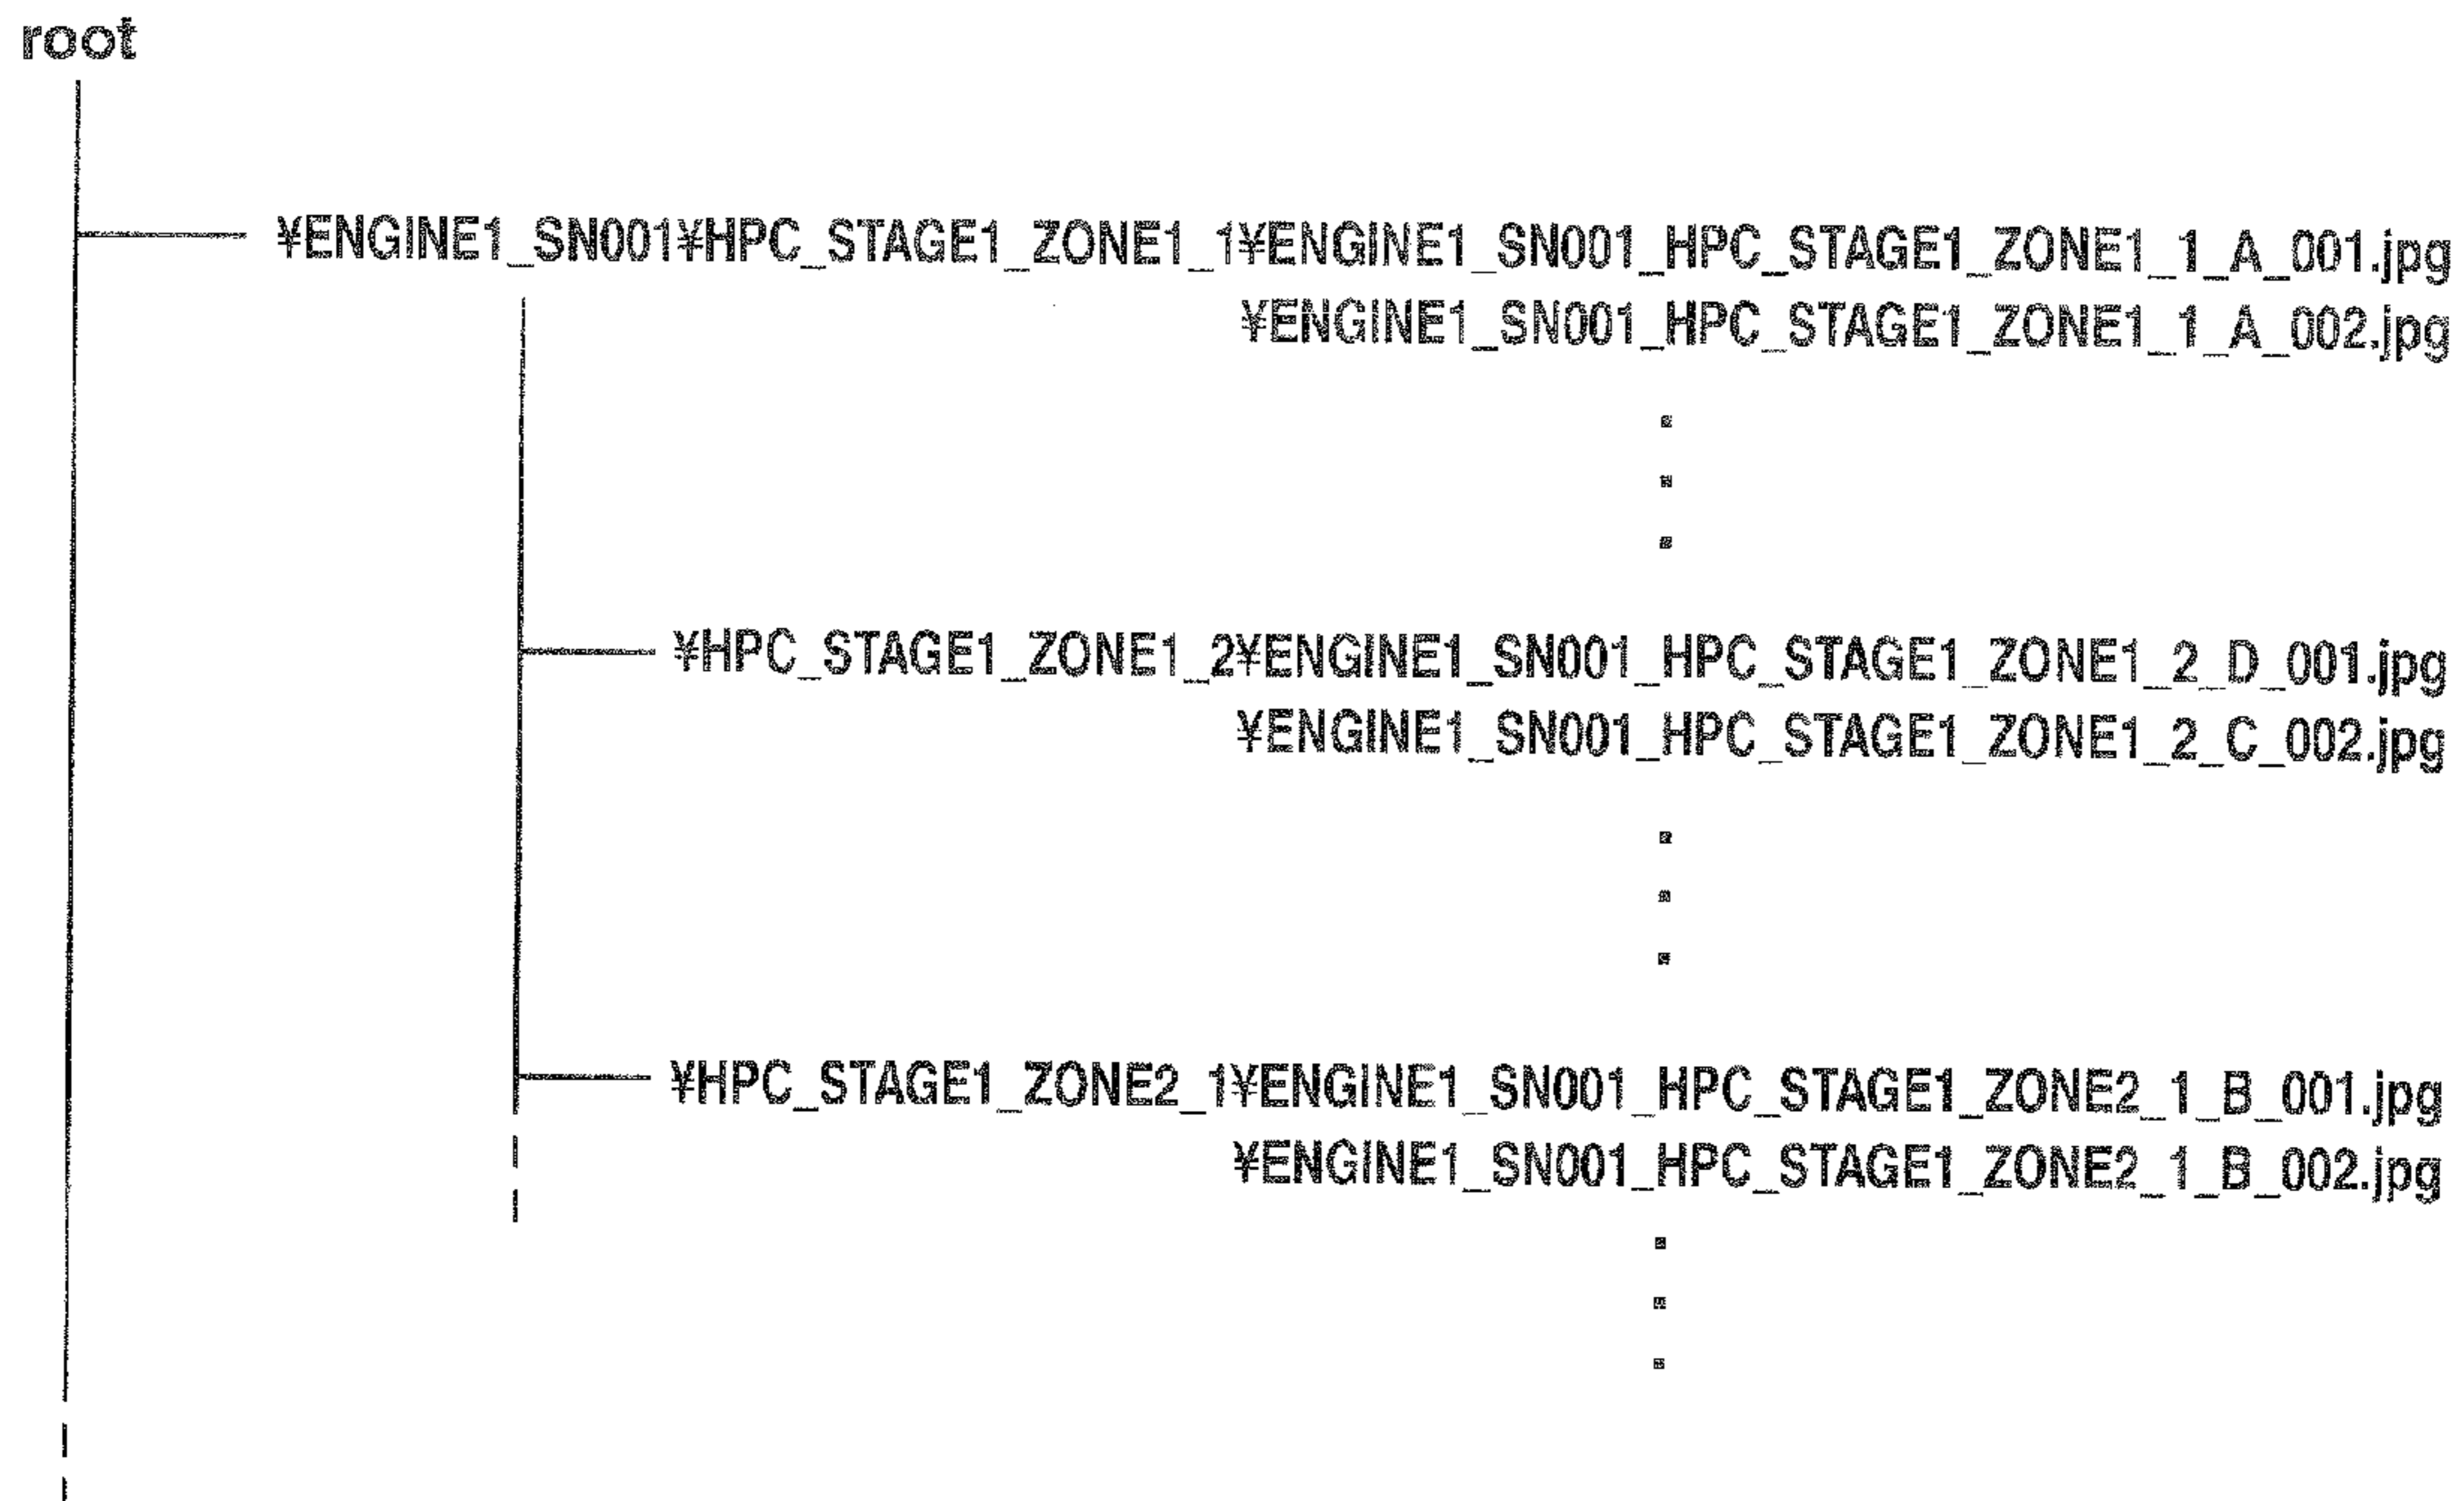 root
¥ENGINE1_SN001¥HPC_STAGE1_ZONE1_1¥ENGINE1_SN001_HPC_STAGE1_ZONE1_1_A_001.jpg
¥ENGINE1_SN001_HPC_STAGE1_ZONE1_1_A_002.jpg
¥HPC_STAGE1_ZONE1_2¥ENGINE1_SN001_HPC_STAGE1_ZONE1_2_D_001.jpg
¥ENGINE1_SN001_HPC_STAGE1_ZONE1_2_C_002.jpg
¥HPC_STAGE1_ZONE2_1¥ENGINE1_SN001_HPC_STAGE1_ZONE2_1_B_001.jpg
¥ENGINE1_SN001_HPC_STAGE1_ZONE2_1_B_002.jpg